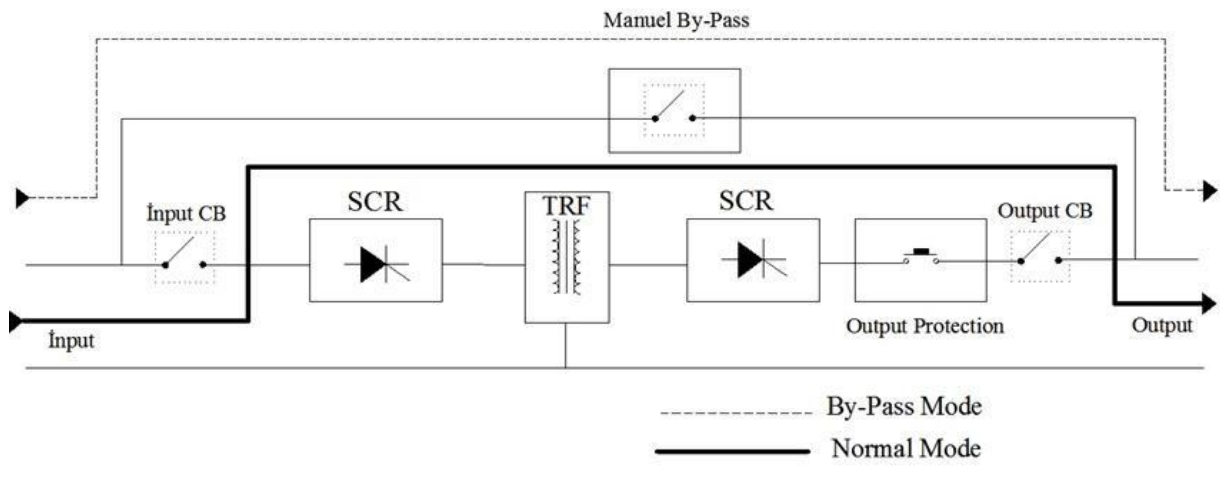 Manuel By-Pass
İnput CB
SCR
TRF
SCR
Output CB
Output Protection
İnput
Output
By-Pass Mode
Normal Mode